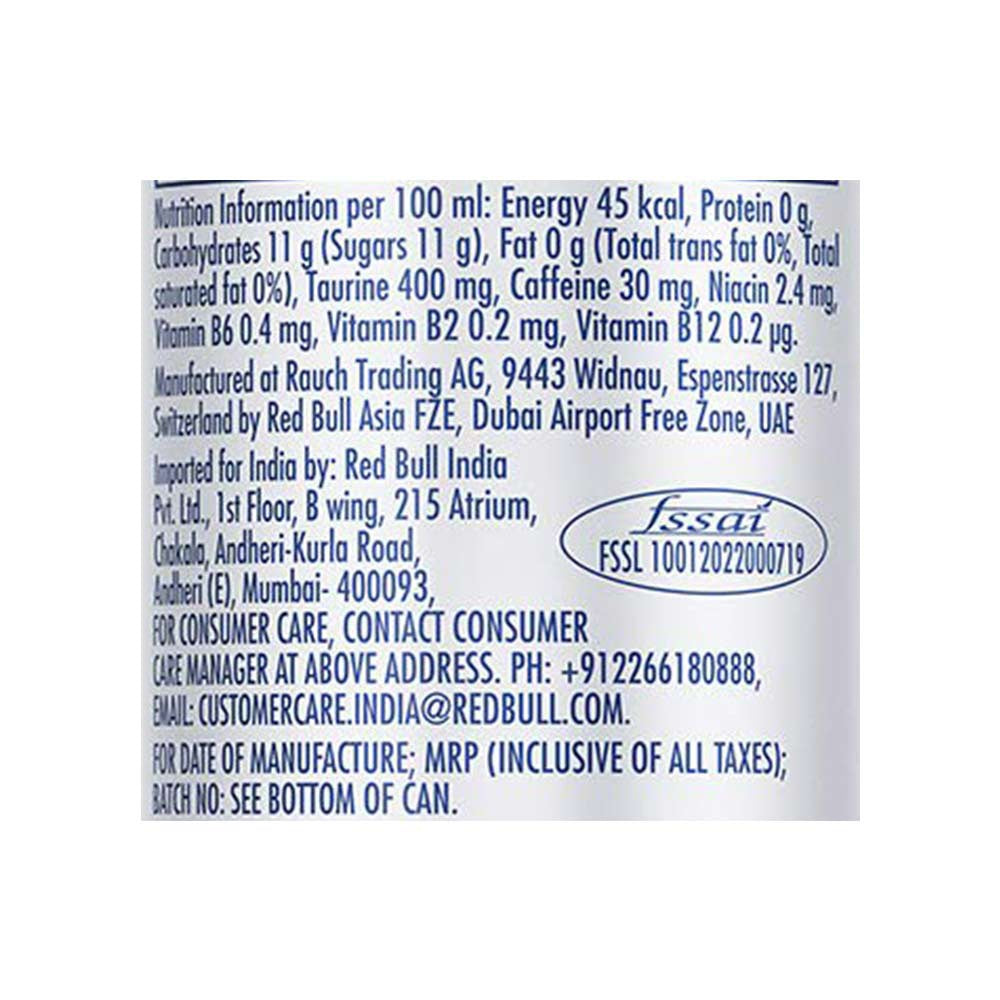 Nutrition Information per 100 ml: Energy 45 kcal, Protein 0 g,
Carbohydrates 11 g (Sugars 11 g), Fat 0 g (Total trans fat 0%, Total
saturated fat 0%), Taurine 400 mg, Caffeine 30 mg, Niacin 2.4 mg,
Vitamin B6 0.4 mg, Vitamin B2 0.2 mg, Vitamin B12 0.2 µg.
Manufactured at Rauch Trading AG, 9443 Widnau, Espenstrasse 127,
Switzerland by Red Bull Asia FZE, Dubai Airport Free Zone, UAE
Imported for India by: Red Bull India
Pvt. Ltd., 1st Floor, B wing, 215 Atrium,
Chakala, Andheri-Kurla Road,
Andheri (E), Mumbai- 400093,
fssai
FSSL 10012022000719
FOR CONSUMER CARE, CONTACT CONSUMER
CARE MANAGER AT ABOVE ADDRESS. PH: +912266180888,
EMAIL: CUSTOMERCARE.INDIA@REDBULL.COM.
FOR DATE OF MANUFACTURE; MRP (INCLUSIVE OF ALL TAXES);
BATCH NO: SEE BOTTOM OF CAN.